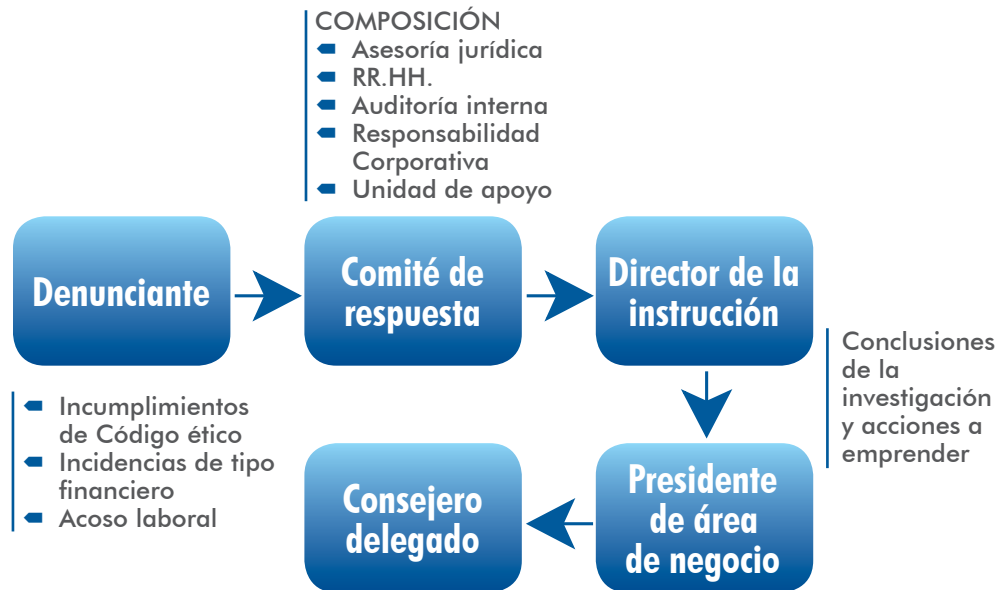 COMPOSICIÓN
Asesoría jurídica
RR.HH.
Auditoría interna
Responsabilidad
Corporativa
Unidad de apoyo
Denunciante
Comité de
respuesta
Director de la
instrucción
Conclusiones
de la
investigación
y acciones a
emprender
Incumplimientos
de Código ético
Incidencias de tipo
financiero
Acoso laboral
Presidente
de área
de negocio
Consejero
delegado